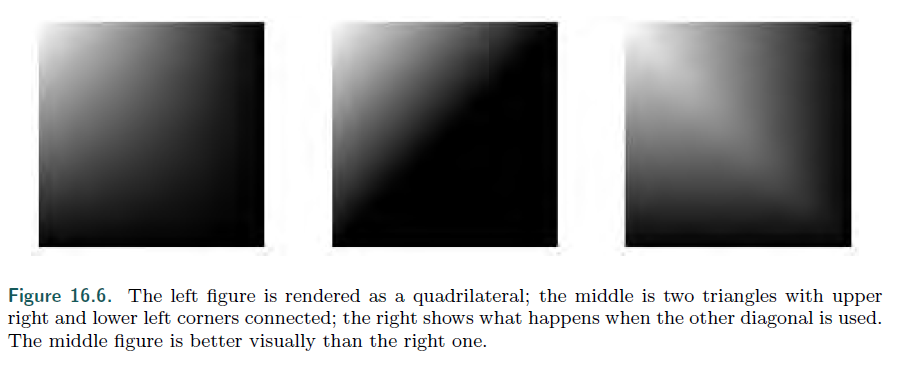 Figure 16.6. The left figure is rendered as a quadrilateral; the middle is two triangles with upper
right and lower left corners connected; the right shows what happens when the other diagonal is used.
The middle figure is better visually than the right one.